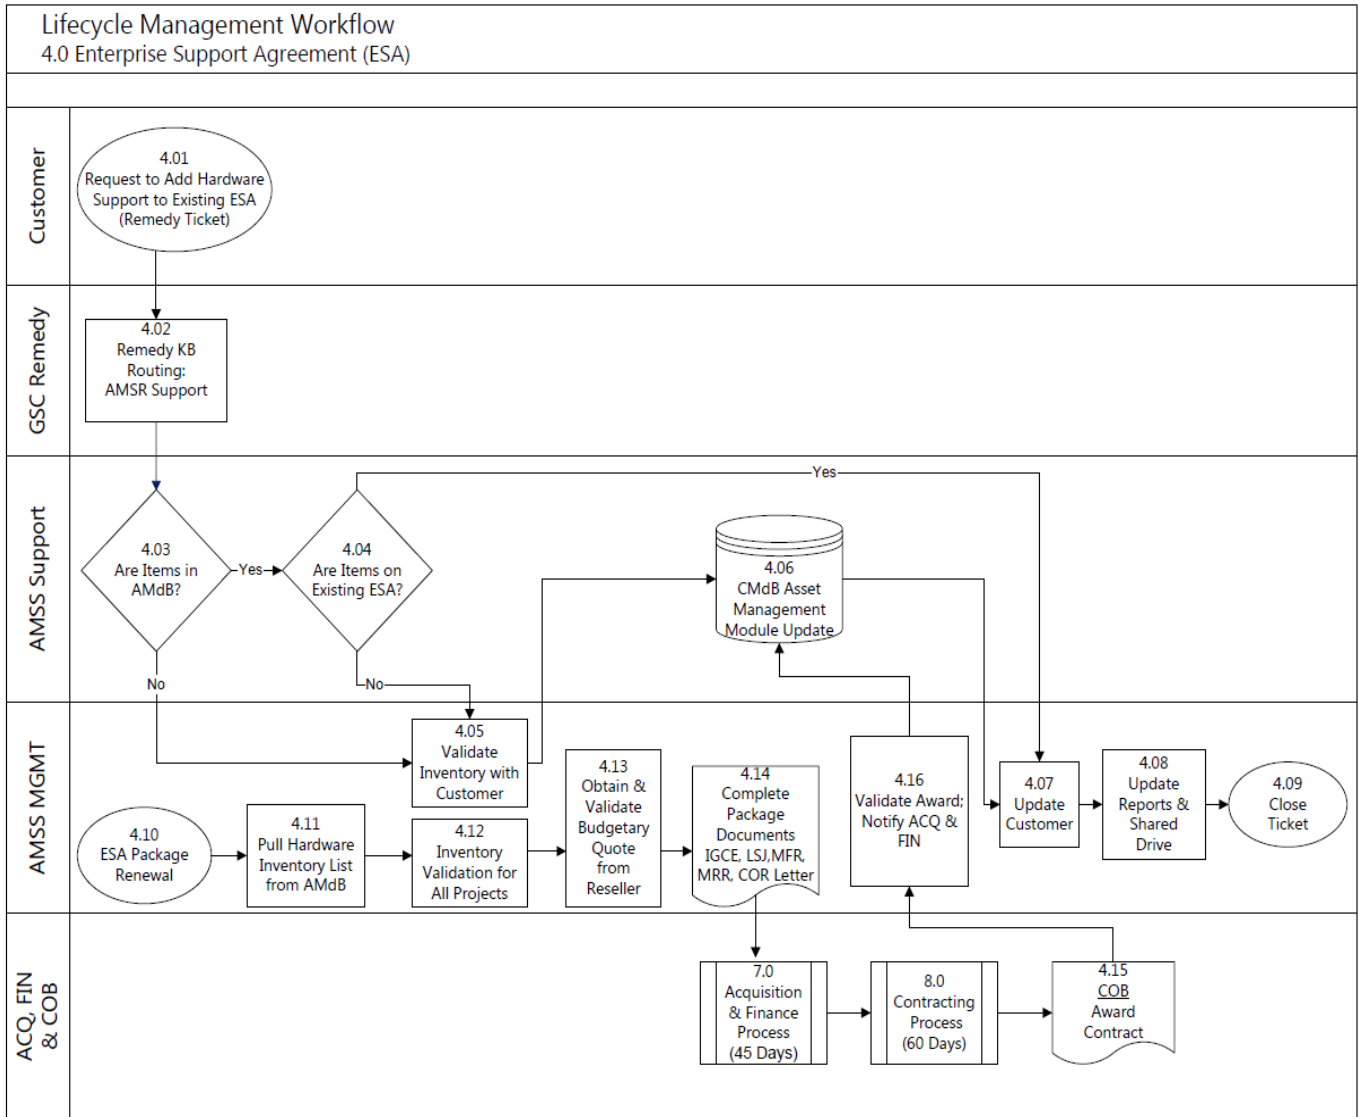 Lifecycle Management Workflow
4.0 Enterprise Support Agreement (ESA)
Customer
4.01
Request to Add Hardware
Support to Existing ESA
(Remedy Ticket)
GSC Remedy
4.02
Remedy KB
Routing:
AMSR Support
AMSS Support
4.03
Are Items in
AMdB?
Yes
4.04
Are Items on
Existing ESA?
Yes
4.06
CMdB Asset
Management
Module Update
No
No
AMSS MGMT
4.05
Validate
Inventory with
Customer
4.10
ESA Package
Renewal
4.11
Pull Hardware
Inventory List
from AMdB
4.12
Inventory
Validation for
All Projects
4.13
Obtain &
Validate
Budgetary
Quote
from
Reseller
4.14
Complete
Package
Documents
IGCE, LSJ,MFR,
MRR, COR Letter
4.16
Validate Award;
Notify ACQ &
FIN
4.07
Update
Customer
4.08
Update
Reports &
Shared
Drive
4.09
Close
Ticket
ACQ, FIN
& COB
7.0
Acquisition
& Finance
Process
(45 Days)
8.0
Contracting
Process
(60 Days)
4.15
COB
Award
Contract